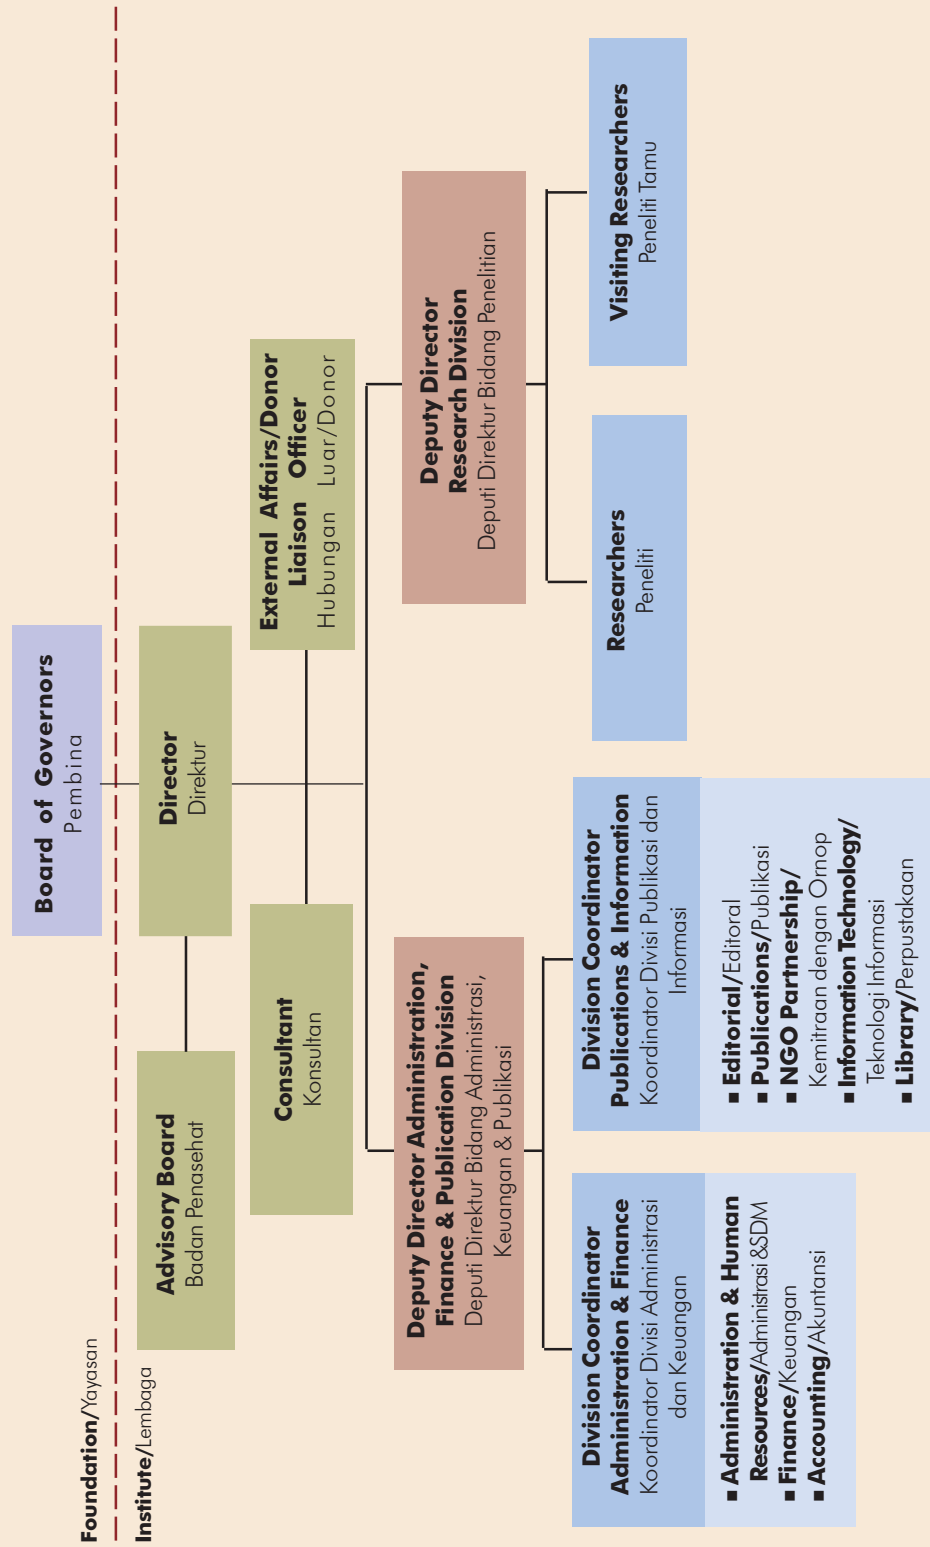 Foundation/Yayasan
Institute/Lembaga
Board of Governors
Pembina
Director
Direktur
Advisory Board
Badan Penasehat
Consultant
Konsultan
External Affairs/Donor
Liaison Officer
Hubungan Luar/Donor
Deputy Director Administration,
Finance & Publication Division
Deputi Direktur Bidang Administrasi,
Keuangan & Publikasi
Deputy Director
Research Division
Deputi Direktur Bidang Penelitian
Division Coordinator
Administration & Finance
Koordinator Divisi Administrasi
dan Keuangan
■ Administration & Human
Resources/Administrasi &SDM
■ Finance/Keuangan
■ Accounting/Akuntansi
Division Coordinator
Publications & Information
Koordinator Divisi Publikasi dan
Informasi
■ Editorial/Editoral
■ Publications/Publikasi
■ NGO Partnership/
Kemitraan dengan Ornop
■ Information Technology/
Teknologi Informasi
■ Library/Perpustakaan
Researchers
Peneliti
Visiting Researchers
Peneliti Tamu